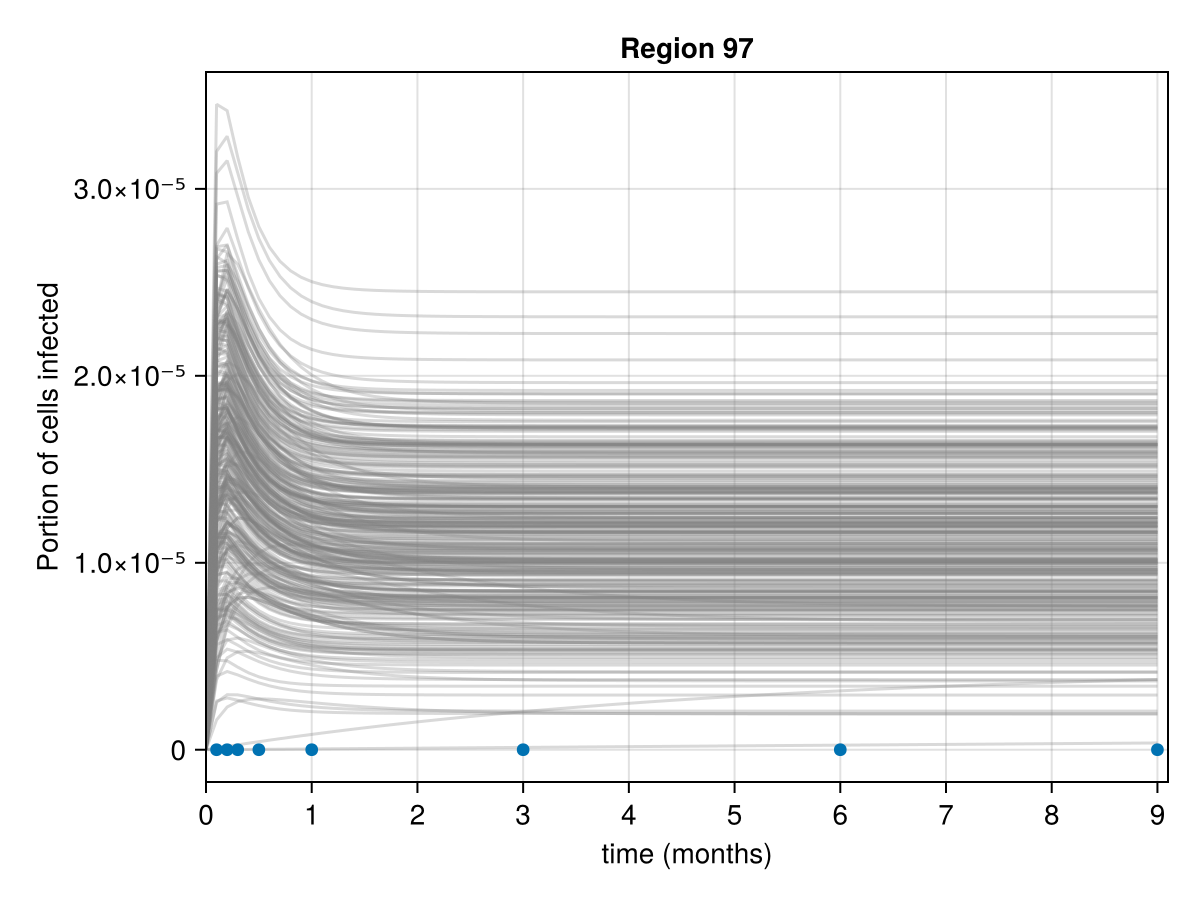 Region 97
Portion of cells infected
3.0×10⁻⁵
2.0×10⁻⁵
1.0×10⁻⁵
0
0 1 2 3 4 5 6 7 8 9
time (months)